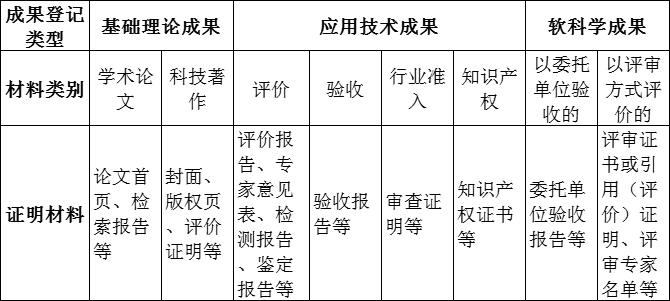 成果登记
类型
基础理论成果
应用技术成果
软科学成果
材料类别
学术论
文
科技著
作
评价
验收
行业准
入
知识产
权
以委托
单位验
收的
以评审
方式评
价的
证明材料
论文首
页、检
索报告
等
封面、
版权页
、评价
证明等
评价报
告、专
家意见
表、检
测报告
、鉴定
报告等
验收报
告等
审查证
明等
知识产
权证书
等
委托单
位验收
报告等
评审证
书或引
用（评
价）证
明、评
审专家
名单等